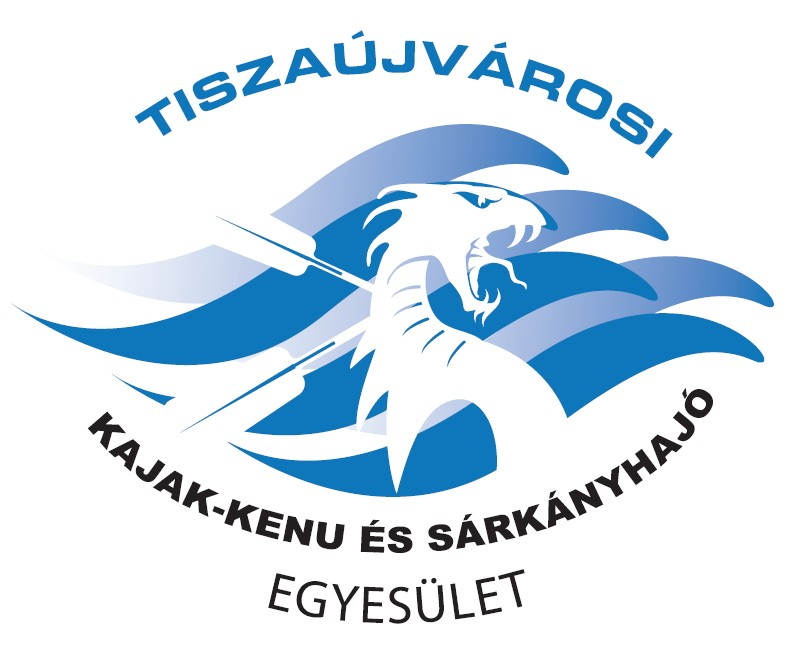 TISZAÚJVÁROSI
KAJAK-KENU ÉS SÁRKÁNYHAJÓ
EGYESÜLET